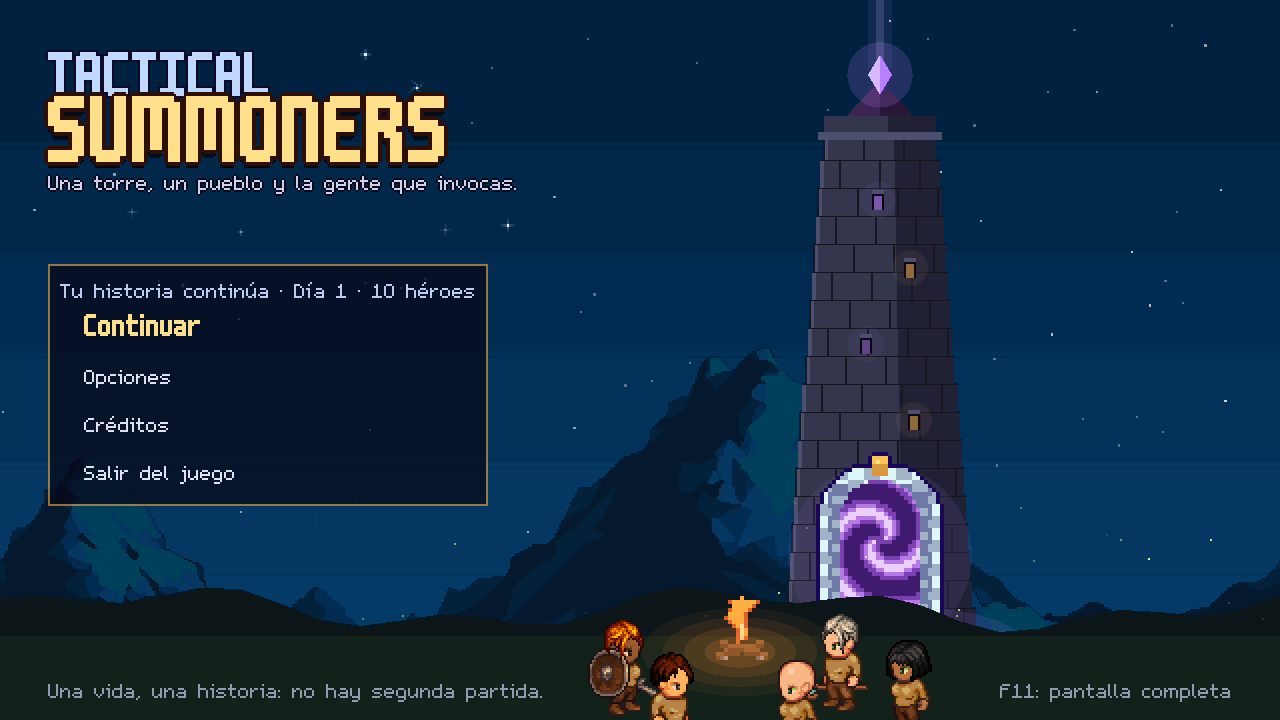 TACTICAL
SUMMONERS
Una torre, un pueblo y la gente que invocas.
Tu historia continúa · Día 1 · 10 héroes
Continuar
Opciones
Créditos
Salir del juego
Una vida, una historia: no hay segunda partida.
F11: pantalla completa